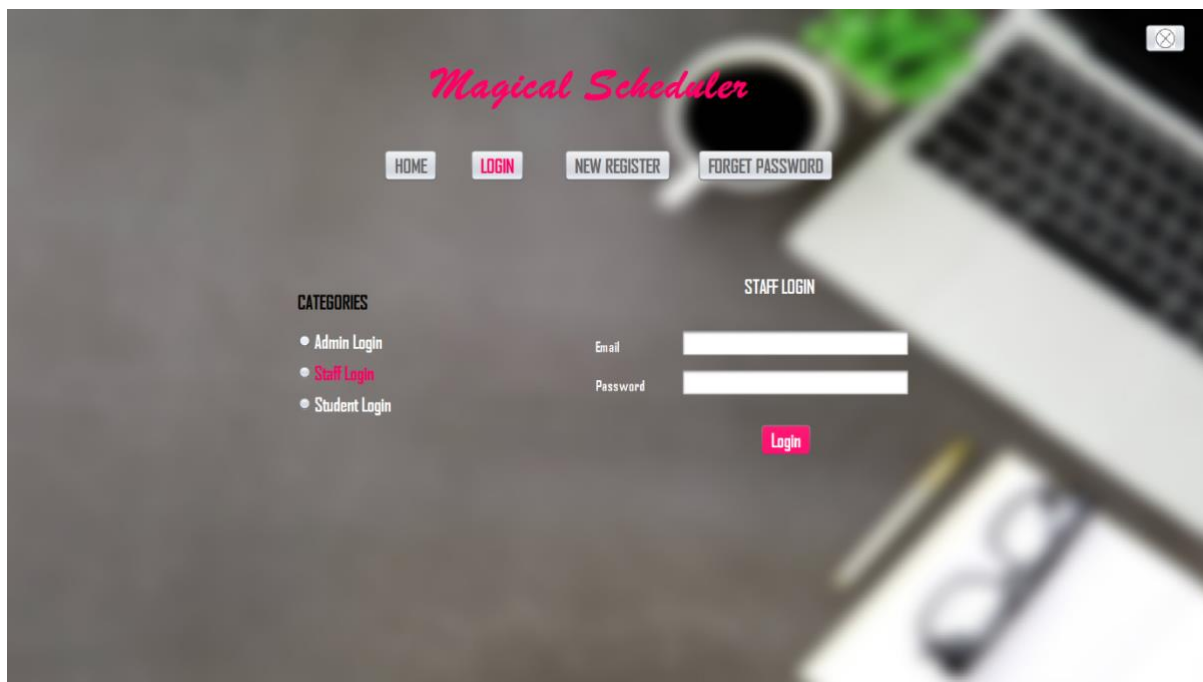 Magical Scheduler
HOME LOGIN NEW REGISTER FORGET PASSWORD
CATEGORIES
Admin Login
Staff Login
Student Login
STAFF LOGIN
Email
Password
Login